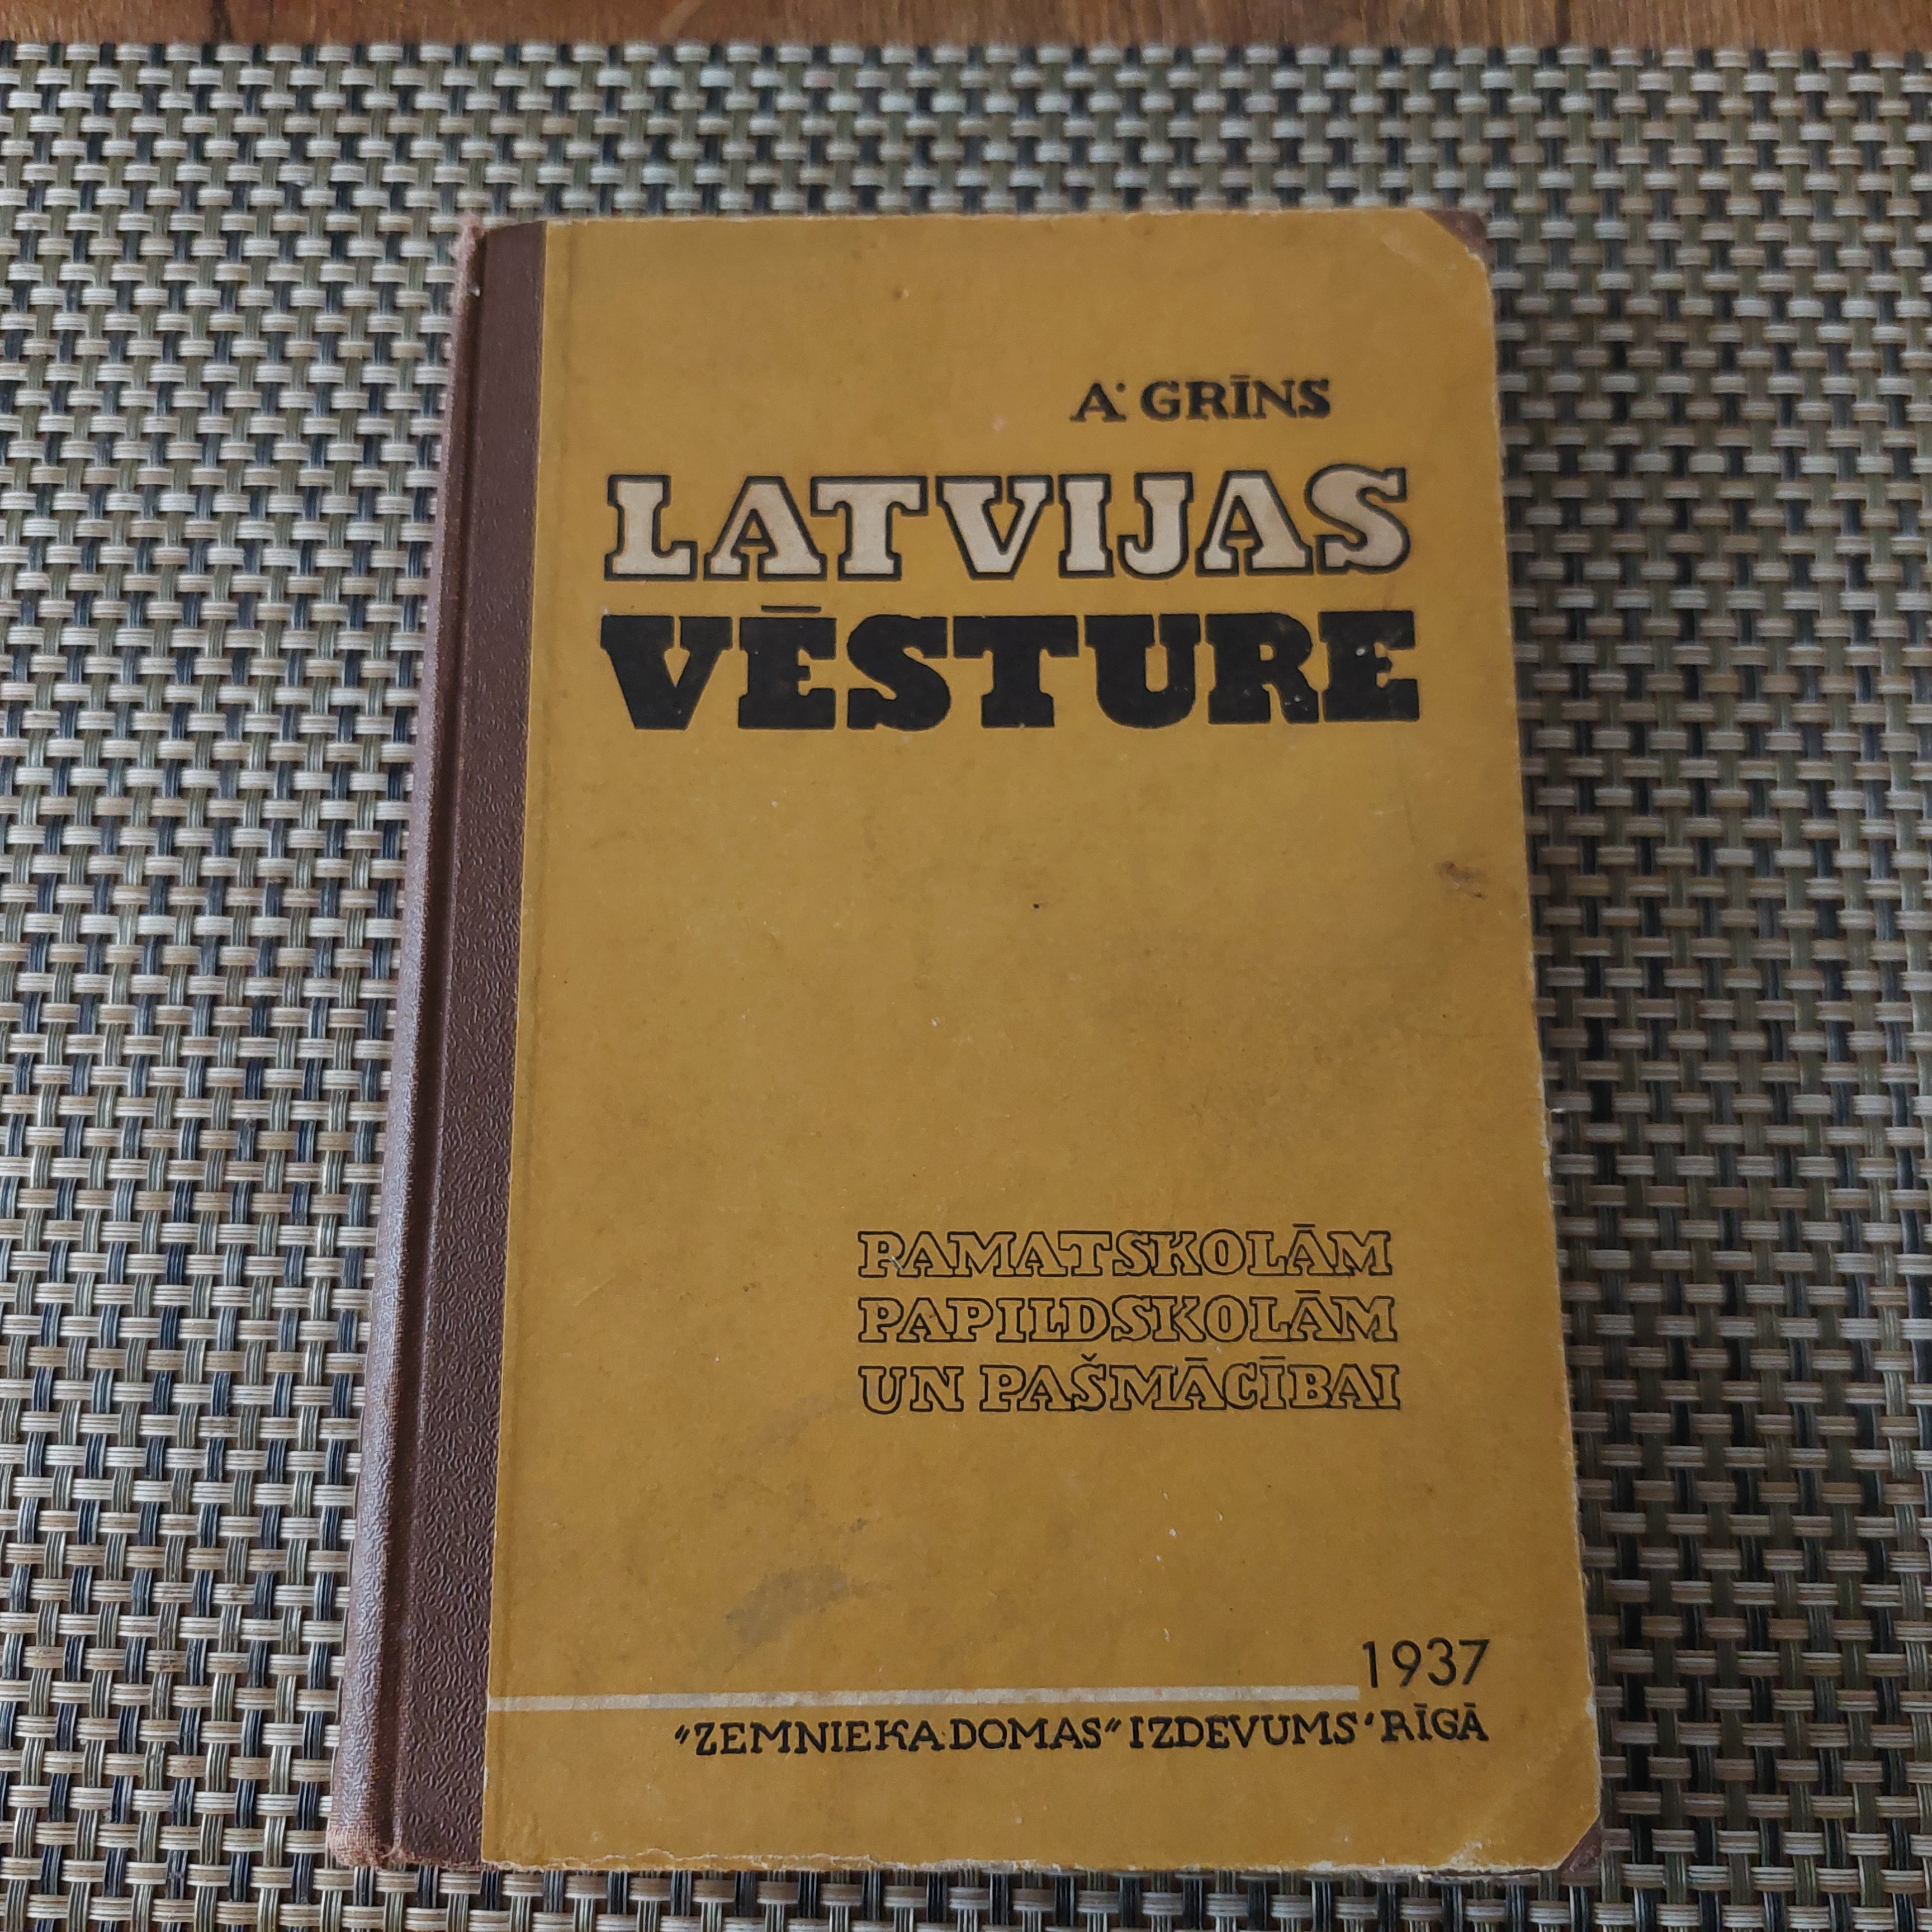 A. GRĪNS
LATVIJAS
VĒSTURE
PAMATSKOLĀM
PAPILDSKOLĀM
UN PAŠMĀCĪBAI
1937
"ZEMNIEKA DOMAS" IZDEVUMS • RĪGĀ